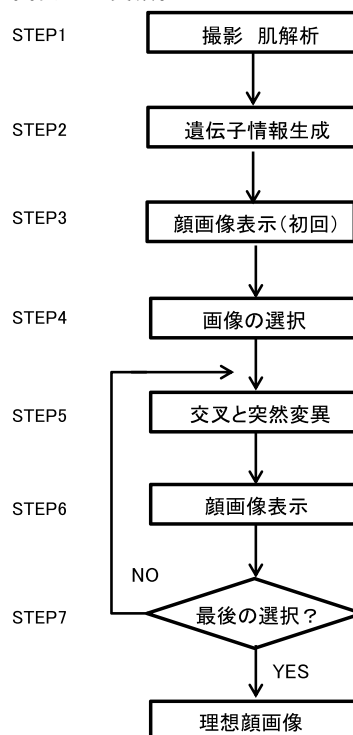 STEP1
撮影 肌解析
STEP2
遺伝子情報生成
STEP3
顔画像表示(初回)
STEP4
画像の選択
STEP5
交叉と突然変異
STEP6
顔画像表示
NO
STEP7
最後の選択?
YES
理想顔画像